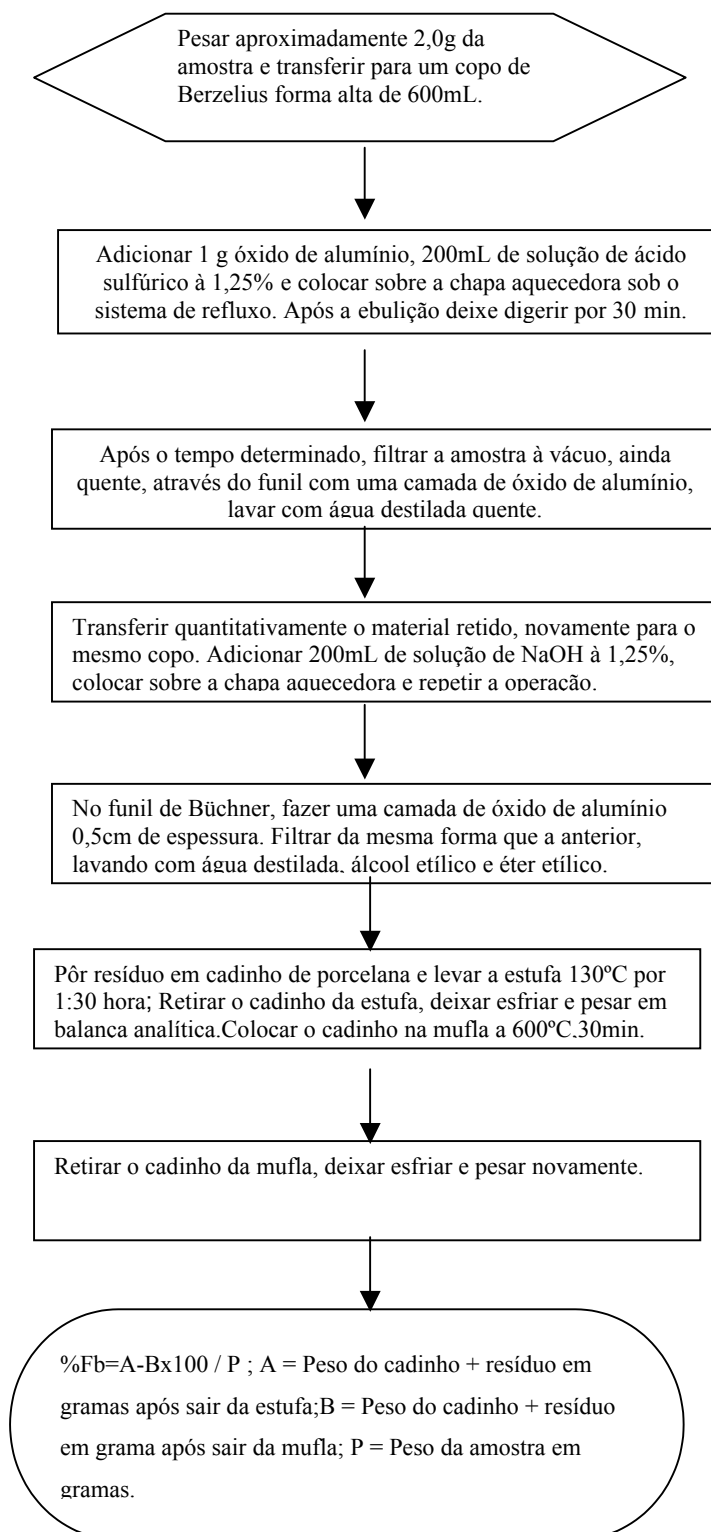 Pesar aproximadamente 2,0g da
amostra e transferir para um copo de
Berzelius forma alta de 600mL.
Adicionar 1 g óxido de alumínio, 200mL de solução de ácido
sulfúrico à 1,25% e colocar sobre a chapa aquecedora sob o
sistema de refluxo. Após a ebulição deixe digerir por 30 min.
Após o tempo determinado, filtrar a amostra à vácuo, ainda
quente, através do funil com uma camada de óxido de alumínio,
lavar com água destilada quente.
Transferir quantitativamente o material retido, novamente para o
mesmo copo. Adicionar 200mL de solução de NaOH à 1,25%,
colocar sobre a chapa aquecedora e repetir a operação.
No funil de Büchner, fazer uma camada de óxido de alumínio
0,5cm de espessura. Filtrar da mesma forma que a anterior,
lavando com água destilada, álcool etílico e éter etílico.
Pôr resíduo em cadinho de porcelana e levar a estufa 130ºC por
1:30 hora; Retirar o cadinho da estufa, deixar esfriar e pesar em
balança analítica.Colocar o cadinho na mufla a 600ºC,30min.
Retirar o cadinho da mufla, deixar esfriar e pesar novamente.
%Fb=A-Bx100 / P ; A = Peso do cadinho + resíduo em
gramas após sair da estufa;B = Peso do cadinho + resíduo
em grama após sair da mufla; P = Peso da amostra em
gramas.